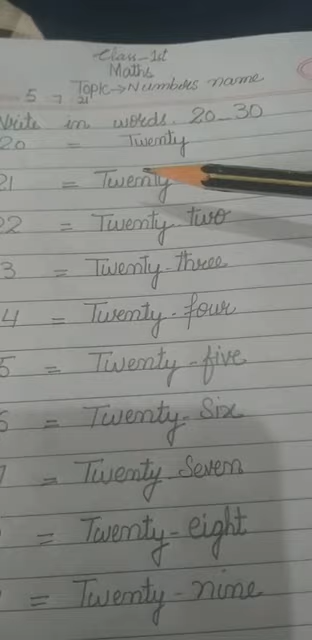 Class-1st
Maths
5 → Topic→Numbers name
21
Write in words. 20-30
20 = Twenty
21 = Twenty
22 = Twenty-two
3 = Twenty-three
4 = Twenty-four
5 = Twenty-five
6 = Twenty-Six
7 = Twenty-Seven
= Twenty-eight
= Twenty-nine